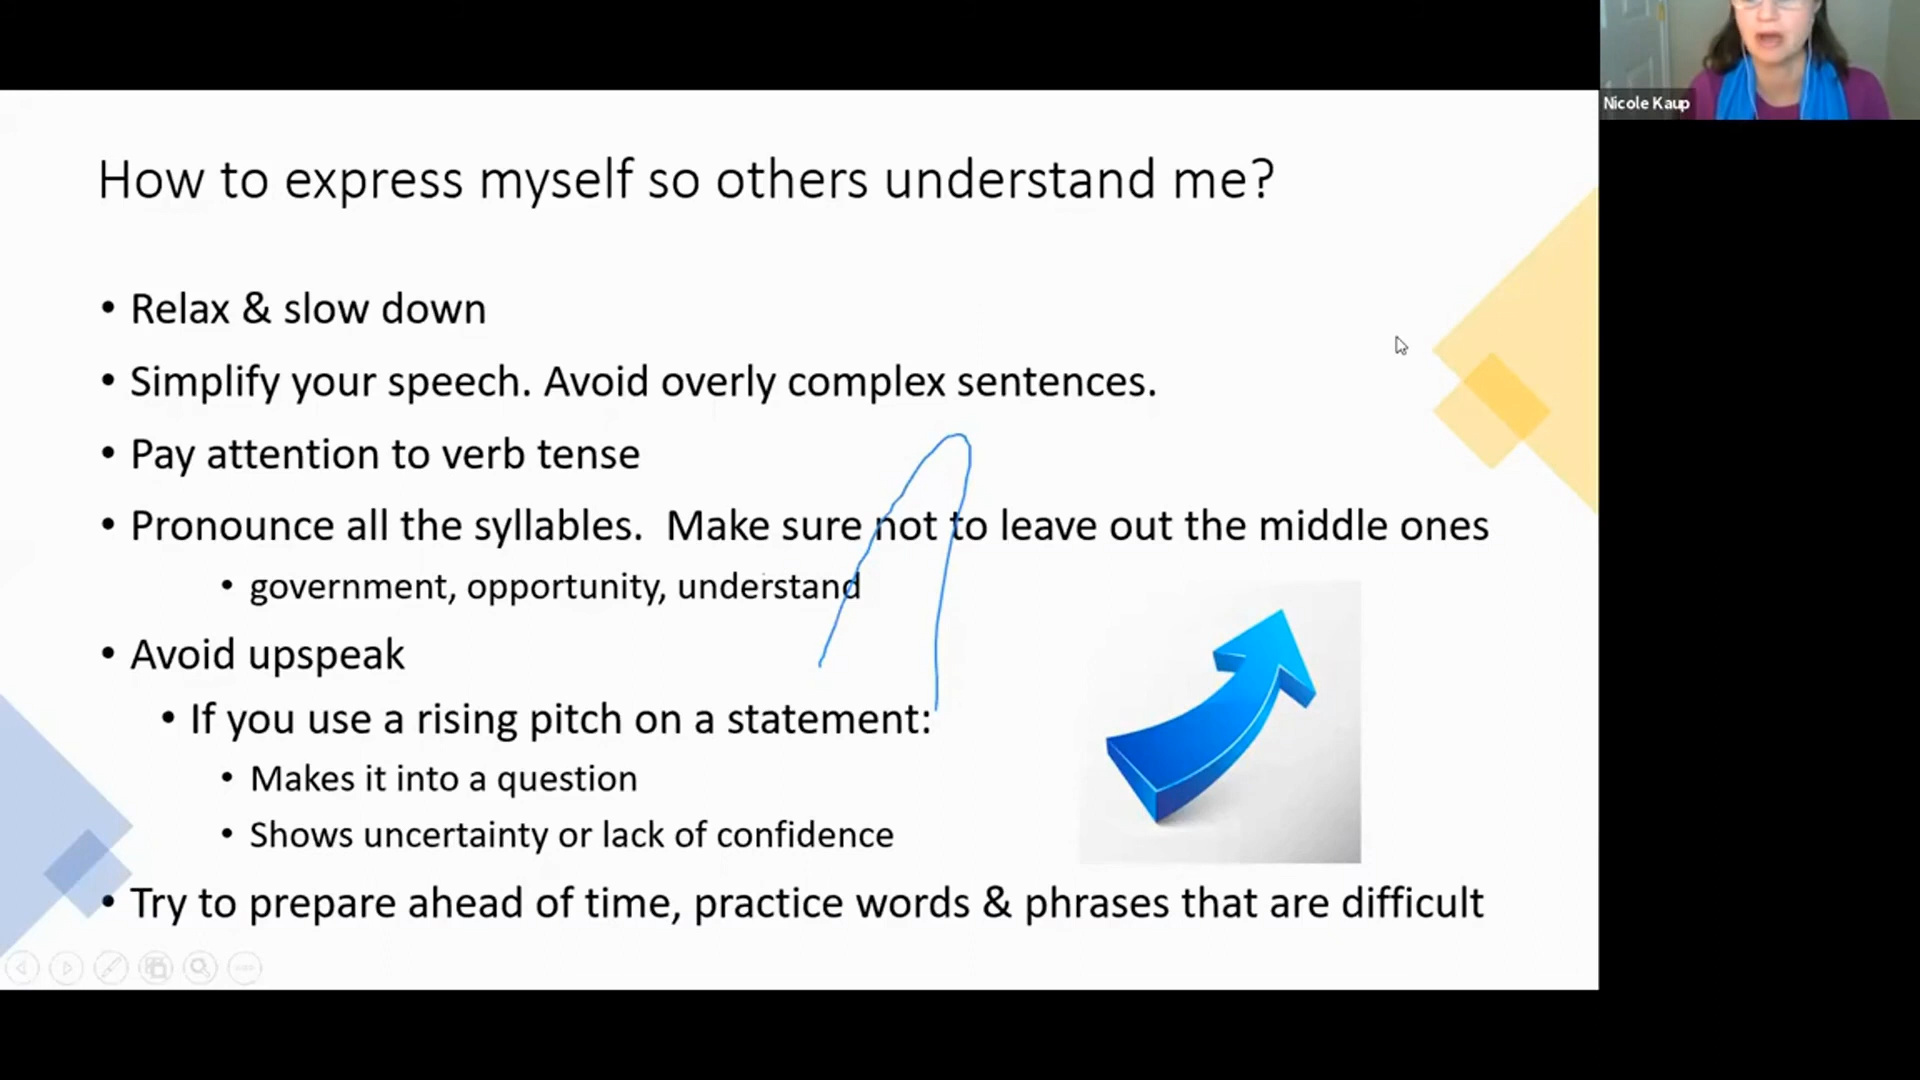 Nicole Kaup
How to express myself so others understand me?
• Relax & slow down
• Simplify your speech. Avoid overly complex sentences.
• Pay attention to verb tense
• Pronounce all the syllables.  Make sure not to leave out the middle ones
• government, opportunity, understand
• Avoid upspeak
• If you use a rising pitch on a statement:
• Makes it into a question
• Shows uncertainty or lack of confidence
• Try to prepare ahead of time, practice words & phrases that are difficult